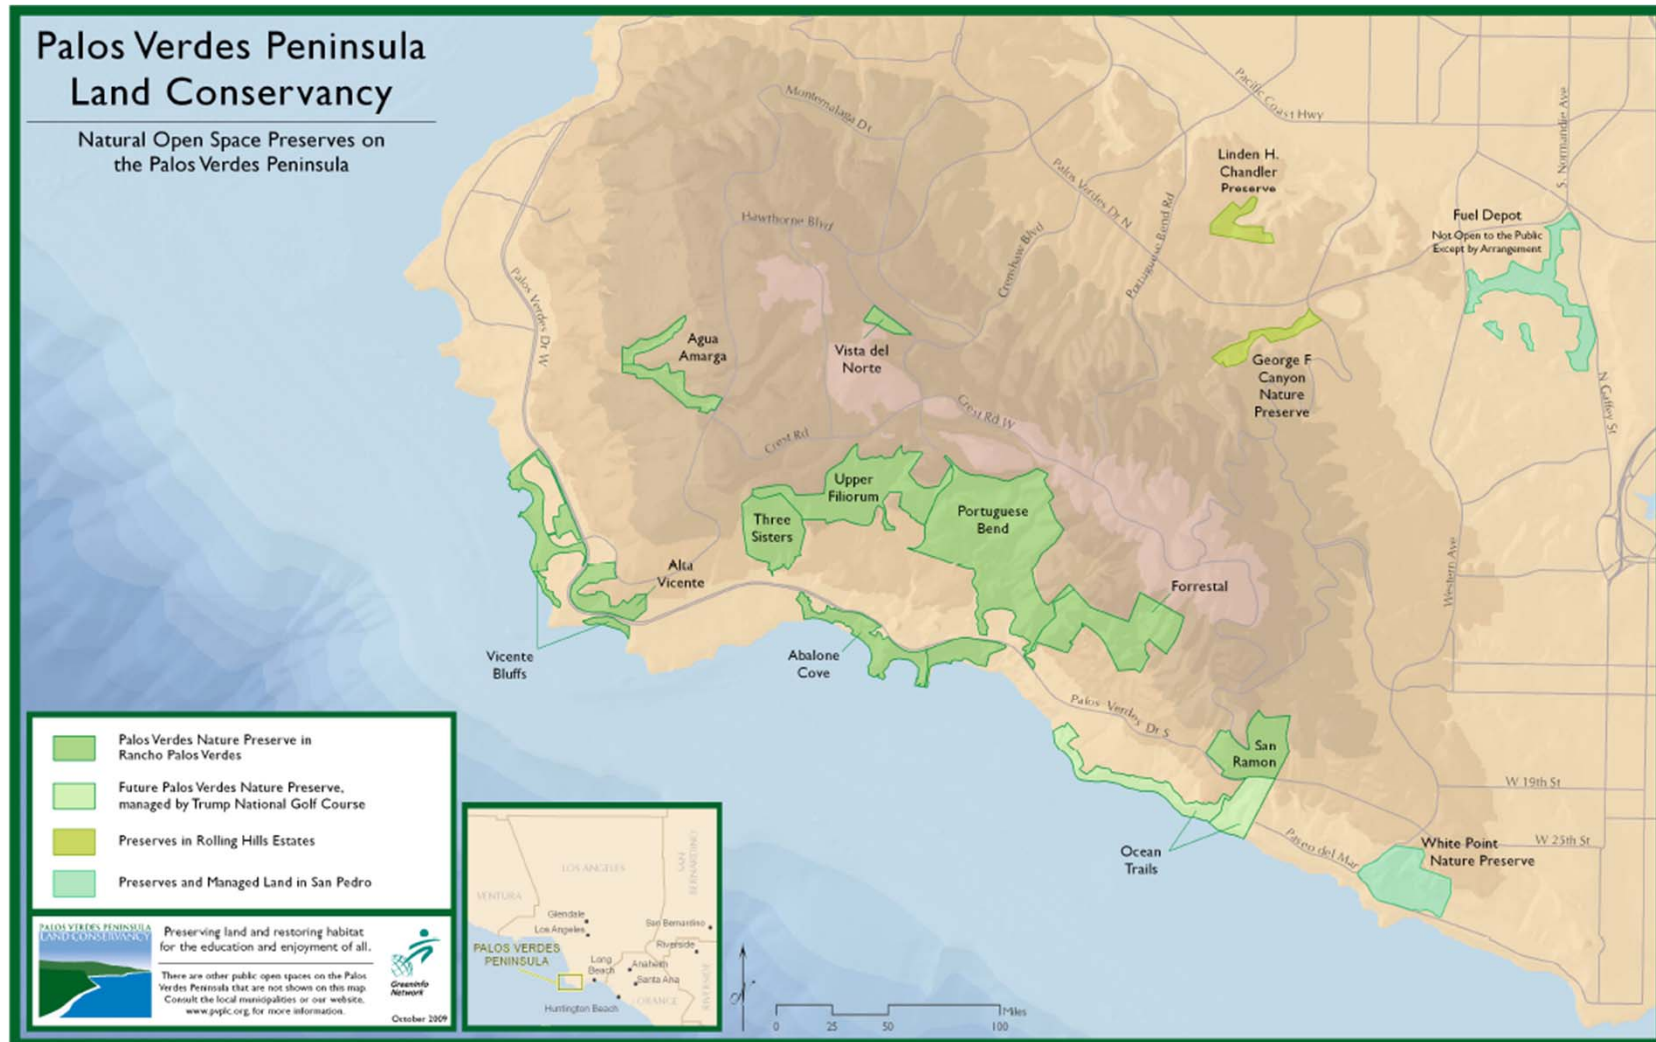 Palos Verdes Peninsula
Land Conservancy
Natural Open Space Preserves on
the Palos Verdes Peninsula
Montemalaga Dr
Pacific Coast Hwy
S. Normandie Ave
Linden H.
Chandler
Preserve
Palos Verdes Dr N
Portuguese Bend Rd
Hawthorne Blvd
Crenshaw Blvd
Fuel Depot
Not Open to the Public
Except by Arrangement
Palos Verdes Dr W
Agua
Amarga
Vista del
Norte
George F
Canyon
Nature
Preserve
N Gaffey St
Crest Rd W
Crest Rd
Upper
Filiorum
Three
Sisters
Portuguese
Bend
Western Ave
Alta
Vicente
Forrestal
Vicente
Bluffs
Abalone
Cove
Palos Verdes Dr S
San
Ramon
W 19th St
Ocean
Trails
Paseo del Mar
W 25th St
White Point
Nature Preserve
Palos Verdes Nature Preserve in
Rancho Palos Verdes
Future Palos Verdes Nature Preserve,
managed by Trump National Golf Course
Preserves in Rolling Hills Estates
Preserves and Managed Land in San Pedro
PALOS VERDES PENINSULA
LAND CONSERVANCY
Preserving land and restoring habitat
for the education and enjoyment of all.
There are other public open spaces on the Palos
Verdes Peninsula that are not shown on this map.
Consult the local municipalities or our website,
www.pvplc.org, for more information.
GreenInfo
Network
October 2009
LOS ANGELES
SAN
BERNARDINO
VENTURA
Glendale
Los Angeles
San Bernardino
Riverside
PALOS VERDES
PENINSULA
Long
Beach
Anaheim
Santa Ana
ORANGE
RIVERSIDE
Huntington Beach
Miles
0 25 50 100